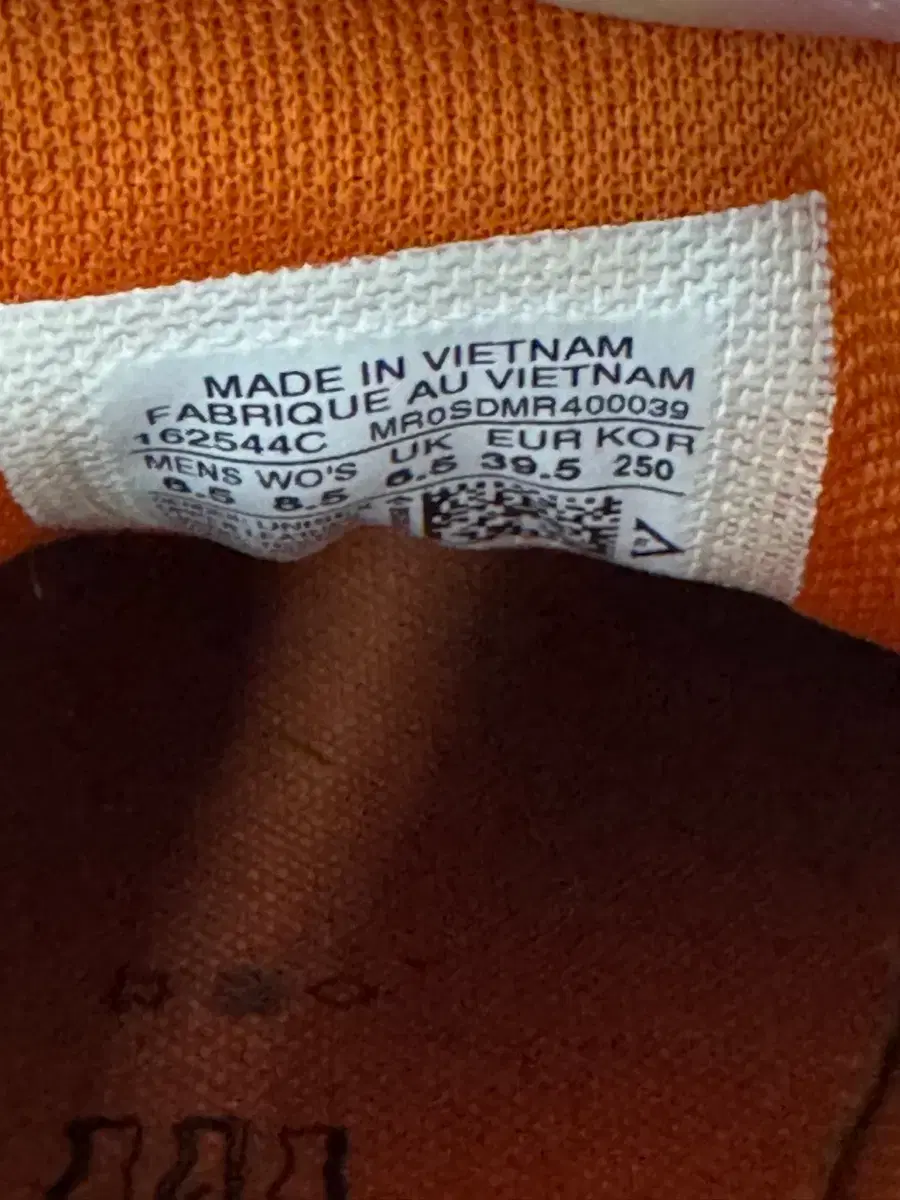 MADE IN VIETNAM
FABRIQUE AU VIETNAM
162544C MR0SDMR400039
MENS WO'S UK EUR KOR
6.5 8.5 6.5 39.5 250